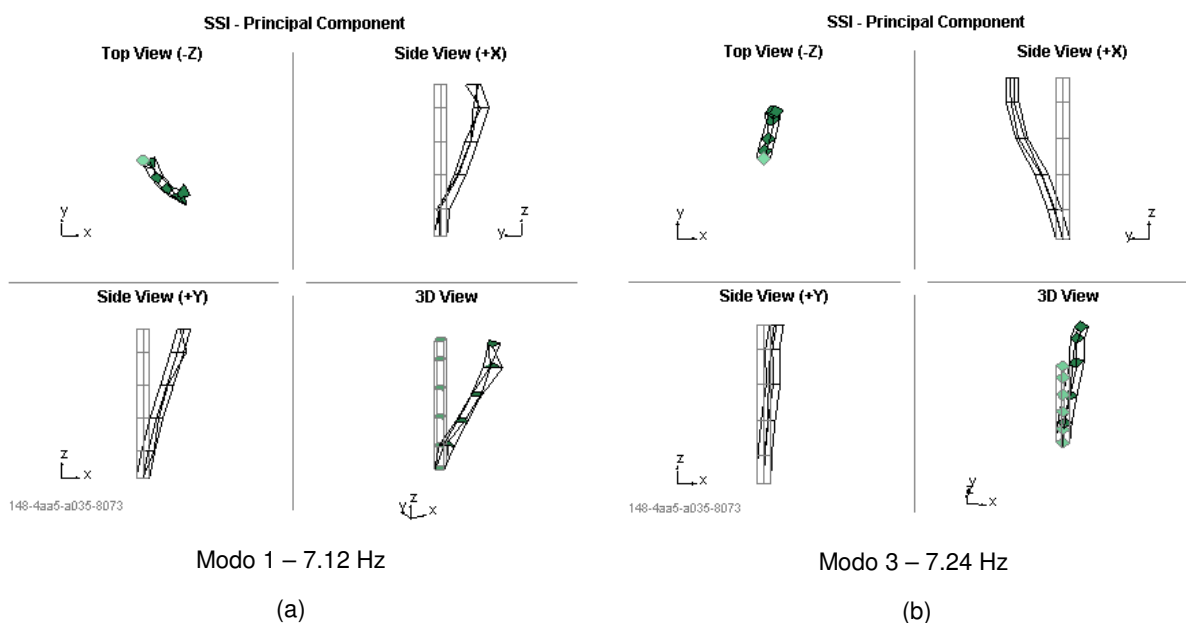 SSI - Principal Component
Top View (-Z)
Side View (+X)
y
x
z
y
Side View (+Y)
3D View
z
x
y
z
x
148-4aa5-a035-8073
Modo 1 – 7.12 Hz
(a)
SSI - Principal Component
Top View (-Z)
Side View (+X)
y
x
z
y
Side View (+Y)
3D View
z
x
y
x
148-4aa5-a035-8073
Modo 3 – 7.24 Hz
(b)